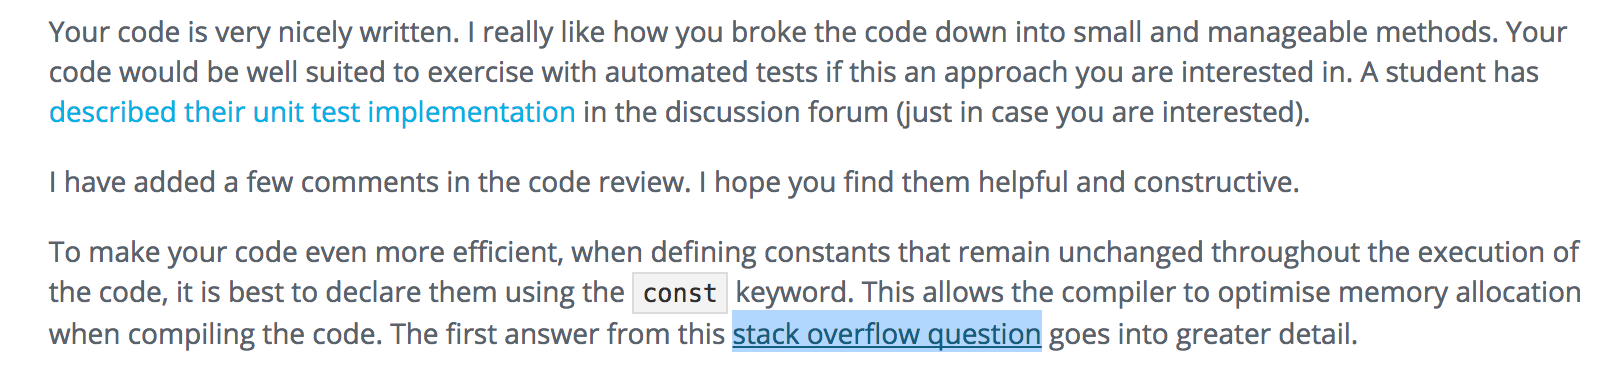 Your code is very nicely written. I really like how you broke the code down into small and manageable methods. Your
code would be well suited to exercise with automated tests if this an approach you are interested in. A student has
described their unit test implementation in the discussion forum (just in case you are interested).
I have added a few comments in the code review. I hope you find them helpful and constructive.
To make your code even more efficient, when defining constants that remain unchanged throughout the execution of
the code, it is best to declare them using the const keyword. This allows the compiler to optimise memory allocation
when compiling the code. The first answer from this stack overflow question goes into greater detail.